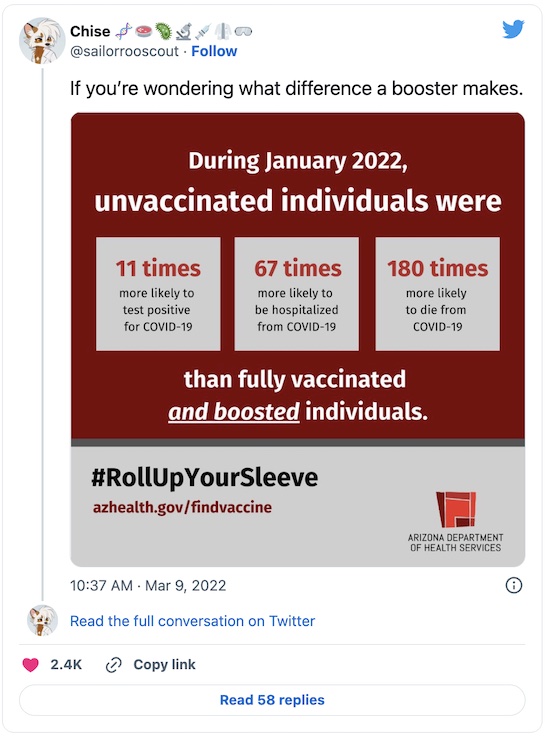 Chise 🧬🧫🦠🔬💉🥼🥽
@sailorrooscout · Follow
If you’re wondering what difference a booster makes.
During January 2022,
unvaccinated individuals were
11 times
more likely to
test positive
for COVID-19
67 times
more likely to
be hospitalized
from COVID-19
180 times
more likely
to die from
COVID-19
than fully vaccinated
and boosted individuals.
#RollUpYourSleeve
azhealth.gov/findvaccine
ARIZONA DEPARTMENT
OF HEALTH SERVICES
10:37 AM · Mar 9, 2022
Read the full conversation on Twitter
2.4K Copy link
Read 58 replies